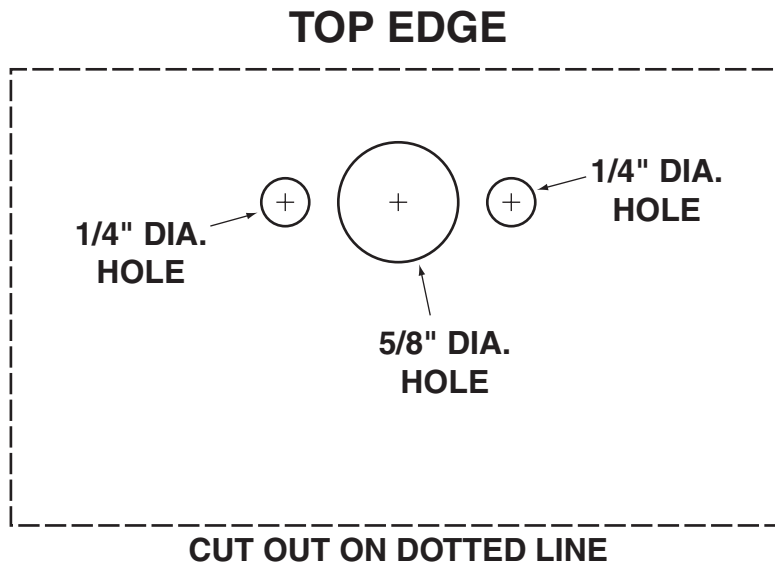 TOP EDGE
1/4" DIA.
HOLE
1/4" DIA.
HOLE
5/8" DIA.
HOLE
CUT OUT ON DOTTED LINE